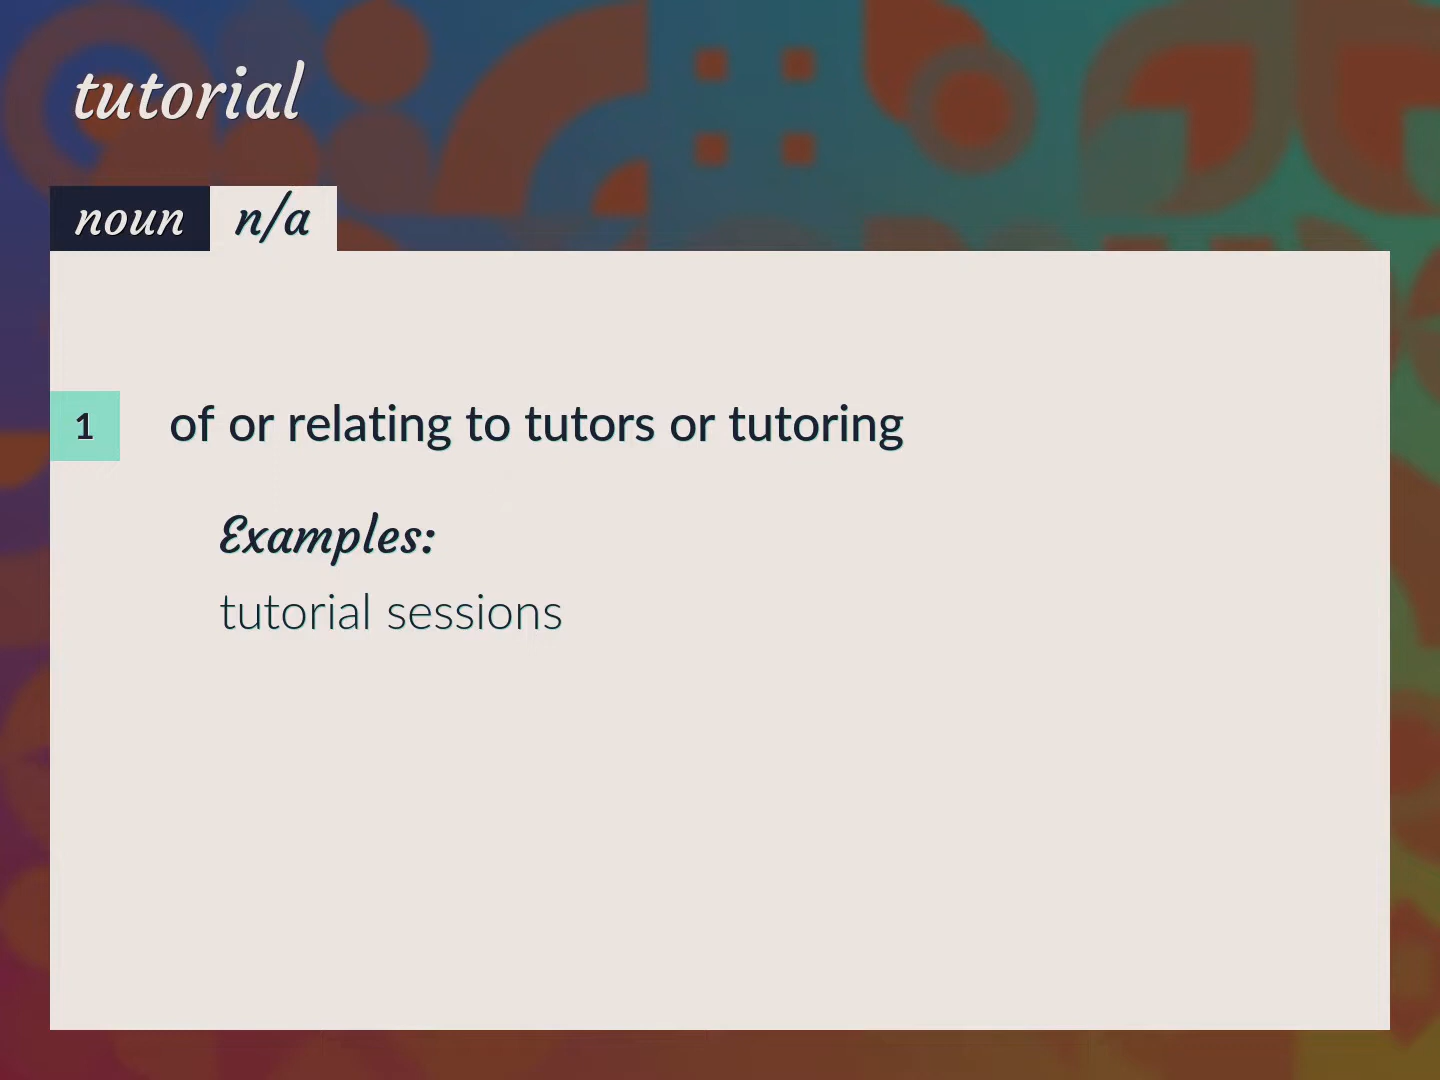 tutorial
noun n/a
1 of or relating to tutors or tutoring
Examples:
tutorial sessions